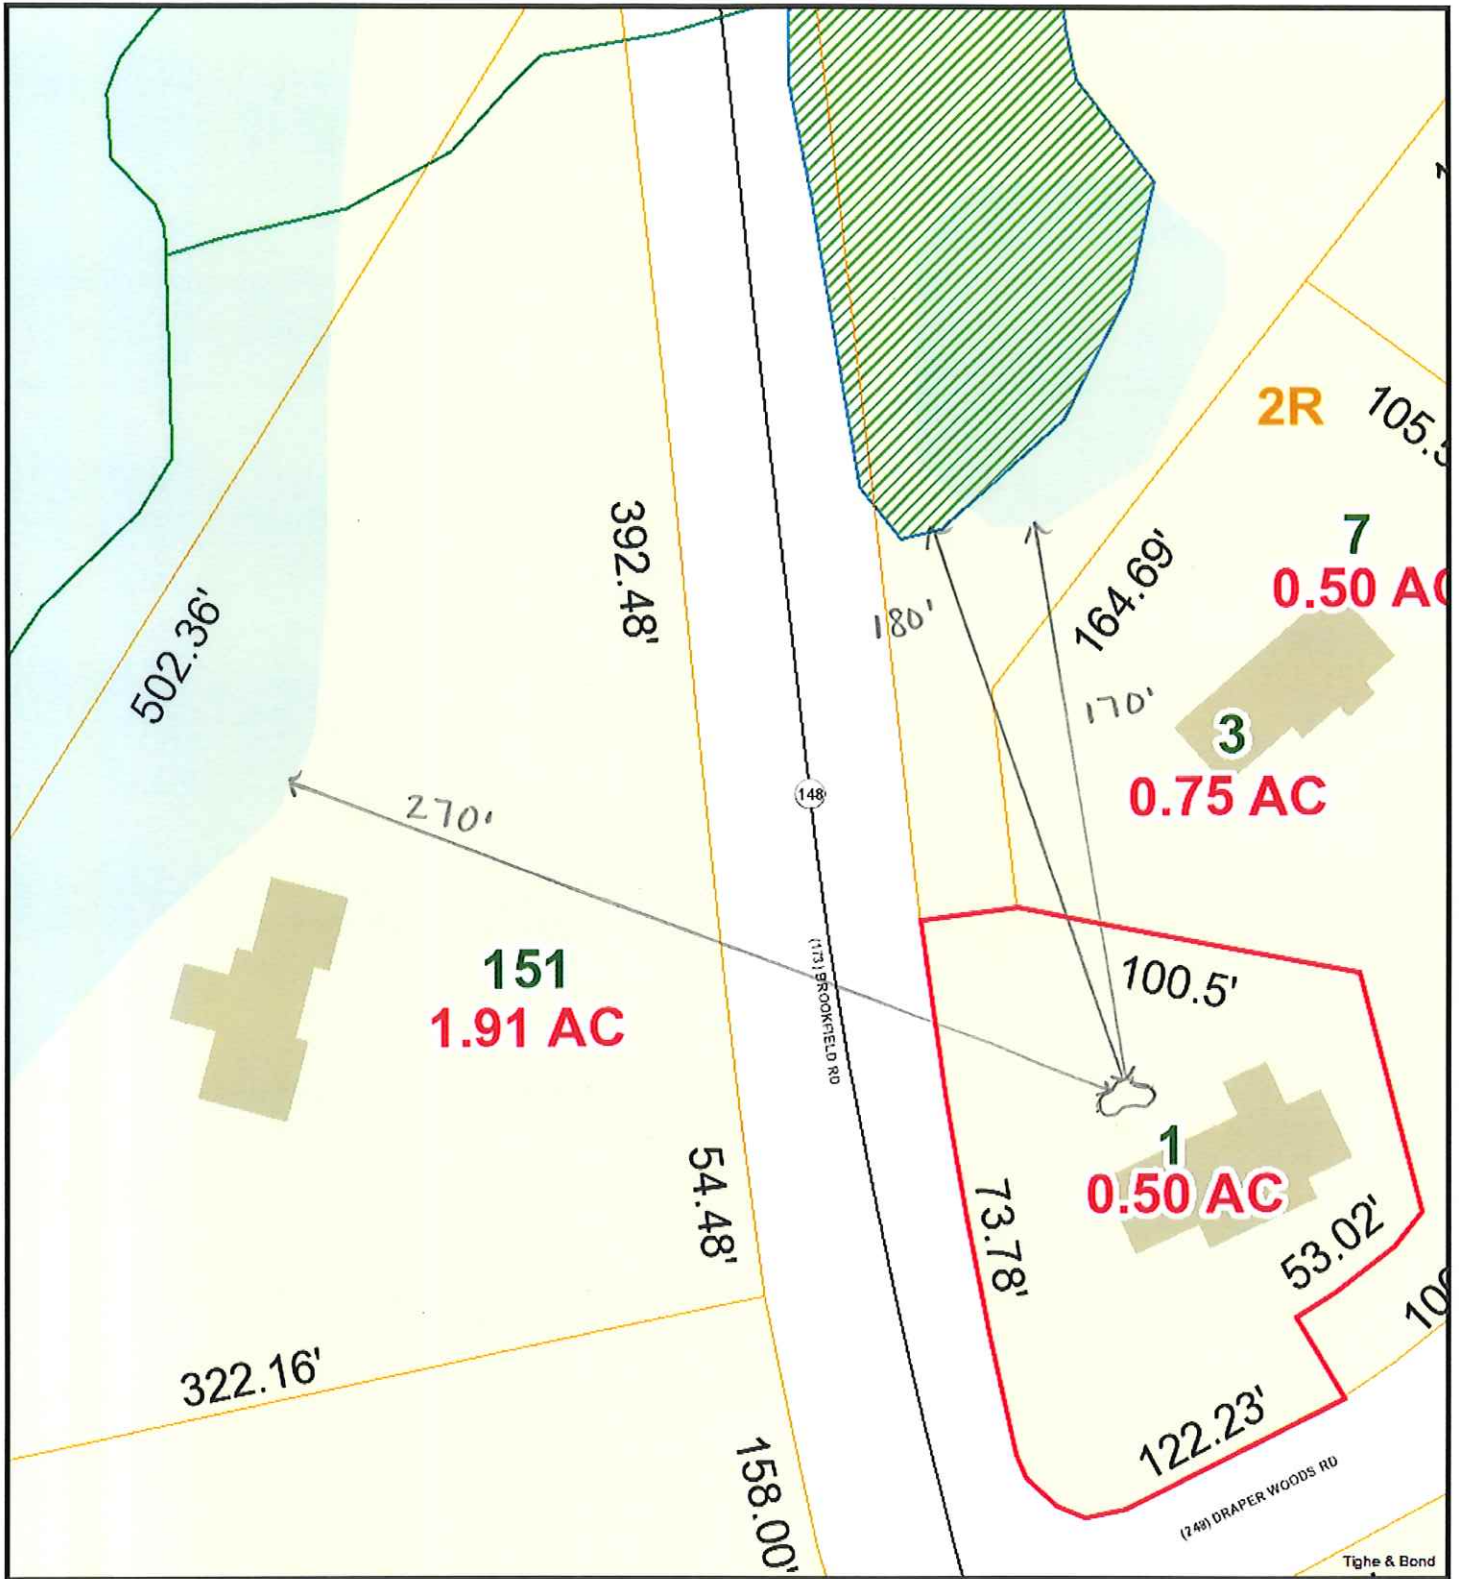 2R
105.
7
0.50 AC
392.48'
502.36'
164.69'
180'
170'
3
0.75 AC
148
270'
(173) BROOKFIELD RD
151
1.91 AC
100.5'
1
0.50 AC
54.48'
73.78'
53.02'
100
322.16'
122.23'
158.00'
(249) DRAPER WOODS RD
Tighe & Bond